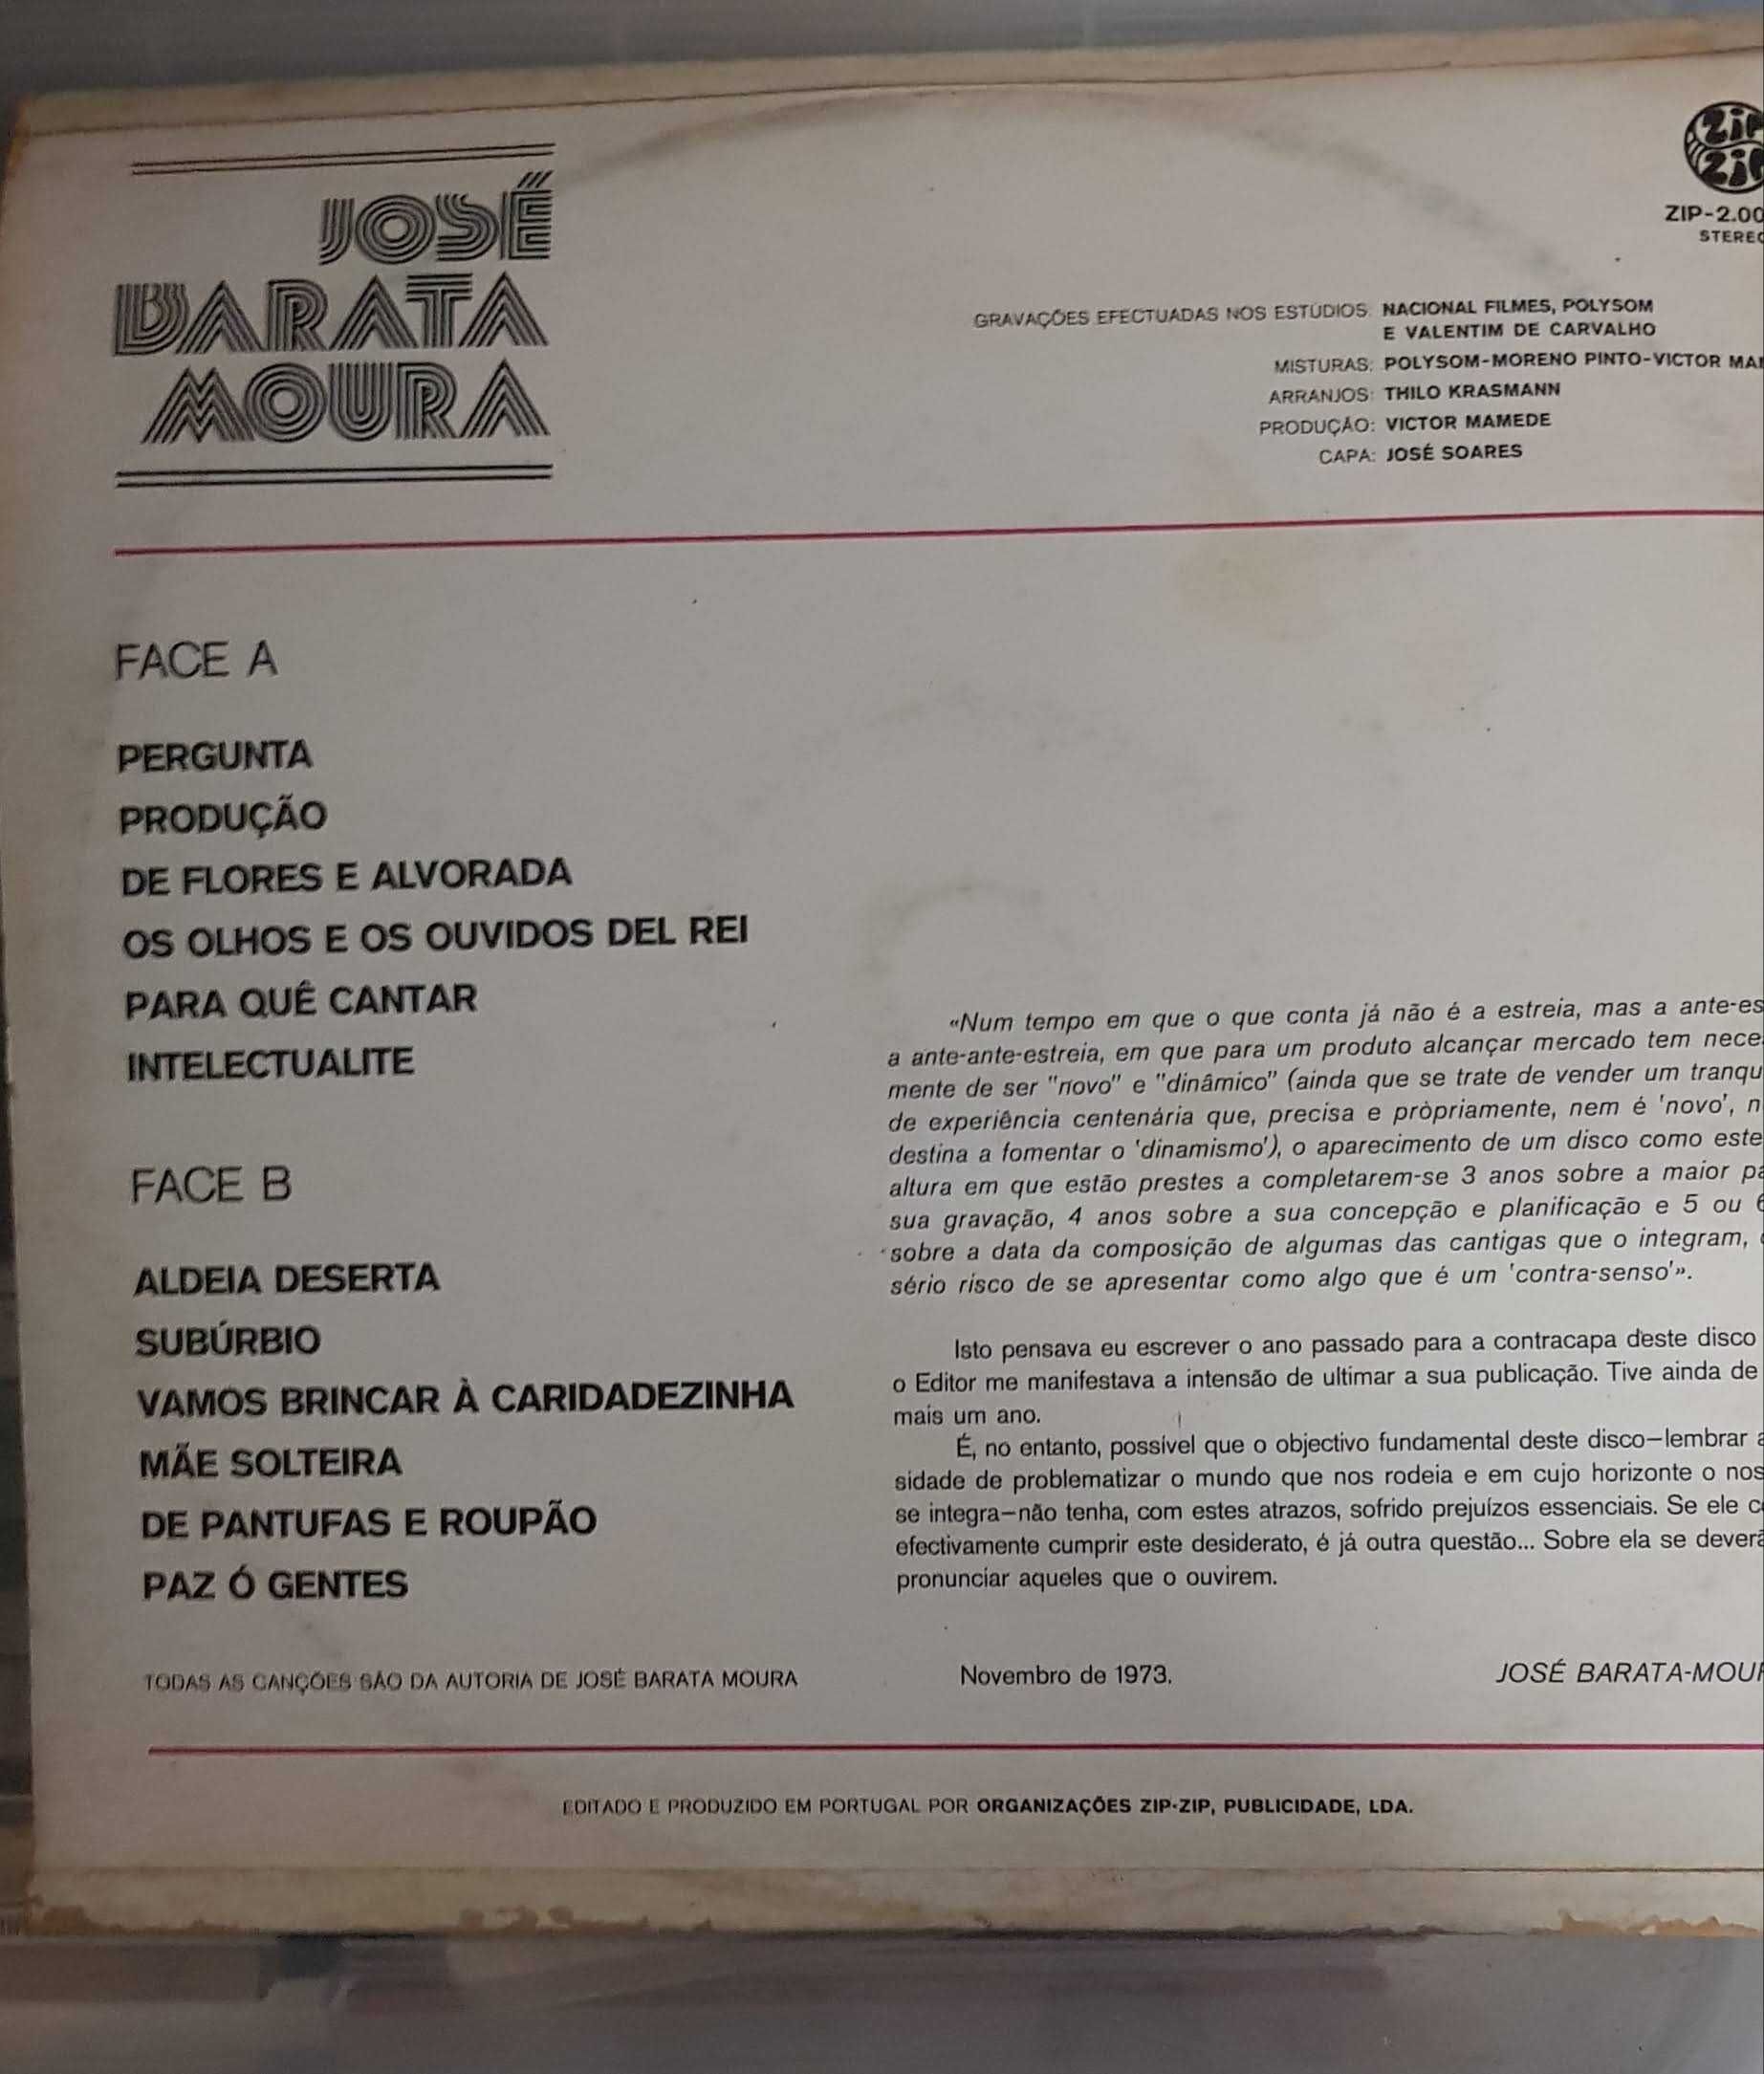 JOSÉ
BARATA
MOURA
ZIP
ZIP
ZIP-2.00
STEREO
GRAVAÇÕES EFECTUADAS NOS ESTÚDIOS: NACIONAL FILMES, POLYSOM
E VALENTIM DE CARVALHO
MISTURAS: POLYSOM-MORENO PINTO-VICTOR MA
ARRANJOS: THILO KRASMANN
PRODUÇÃO: VICTOR MAMEDE
CAPA: JOSÉ SOARES
FACE A
PERGUNTA
PRODUÇÃO
DE FLORES E ALVORADA
OS OLHOS E OS OUVIDOS DEL REI
PARA QUÊ CANTAR
INTELECTUALITE
FACE B
ALDEIA DESERTA
SUBÚRBIO
VAMOS BRINCAR À CARIDADEZINHA
MÃE SOLTEIRA
DE PANTUFAS E ROUPÃO
PAZ Ó GENTES
TODAS AS CANÇÕES SÃO DA AUTORIA DE JOSÉ BARATA MOURA
«Num tempo em que o que conta já não é a estreia, mas a ante-es
a ante-ante-estreia, em que para um produto alcançar mercado tem nece
mente de ser "novo" e "dinâmico" (ainda que se trate de vender um tranqu
de experiência centenária que, precisa e pròpriamente, nem é 'novo', n
destina a fomentar o 'dinamismo'), o aparecimento de um disco como este
altura em que estão prestes a completarem-se 3 anos sobre a maior pa
sua gravação, 4 anos sobre a sua concepção e planificação e 5 ou 6
sobre a data da composição de algumas das cantigas que o integram,
sério risco de se apresentar como algo que é um 'contra-senso'».
Isto pensava eu escrever o ano passado para a contracapa deste disco
o Editor me manifestava a intensão de ultimar a sua publicação. Tive ainda de
mais um ano.
É, no entanto, possível que o objectivo fundamental deste disco—lembrar a
sidade de problematizar o mundo que nos rodeia e em cujo horizonte o nos
se integra—não tenha, com estes atrazos, sofrido prejuízos essenciais. Se ele c
efectivamente cumprir este desiderato, é já outra questão... Sobre ela se deverã
pronunciar aqueles que o ouvirem.
Novembro de 1973.
JOSÉ BARATA-MOUR
EDITADO E PRODUZIDO EM PORTUGAL POR ORGANIZAÇÕES ZIP-ZIP, PUBLICIDADE, LDA.